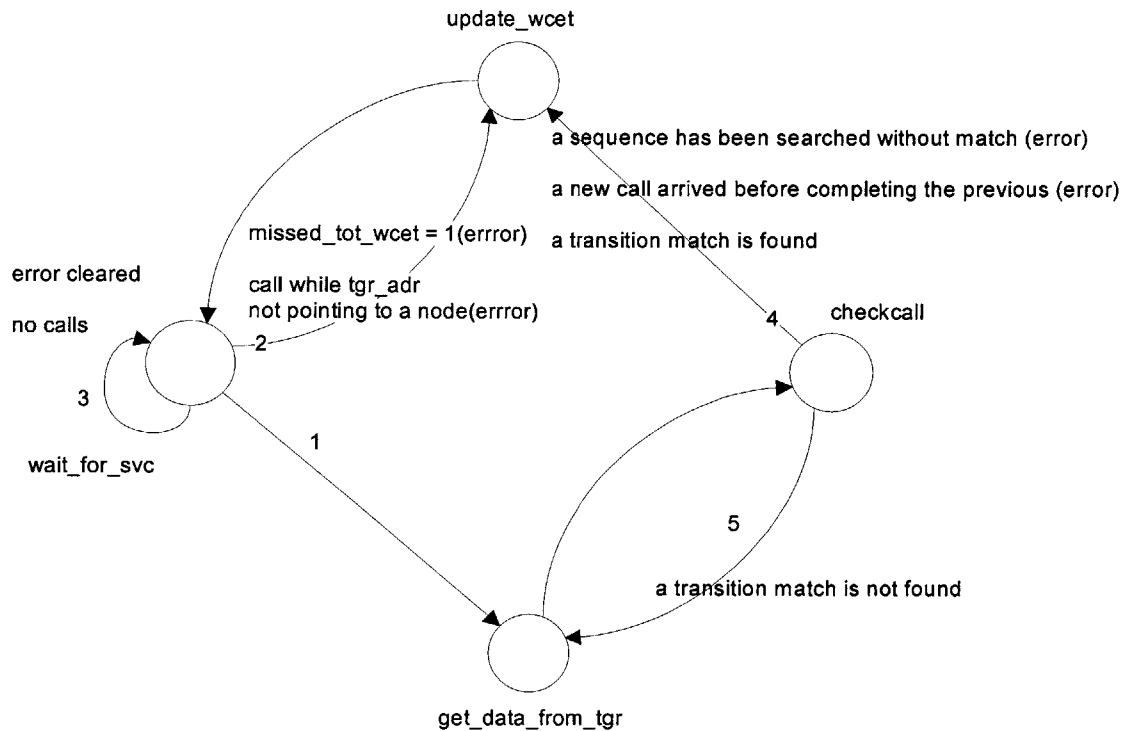 update_wcet
a sequence has been searched without match (error)
a new call arrived before completing the previous (error)
a transition match is found
missed_tot_wcet = 1(errror)
call while tgr_adr
not pointing to a node(errror)
error cleared
no calls
2
4
checkcall
3
wait_for_svc
1
5
a transition match is not found
get_data_from_tgr